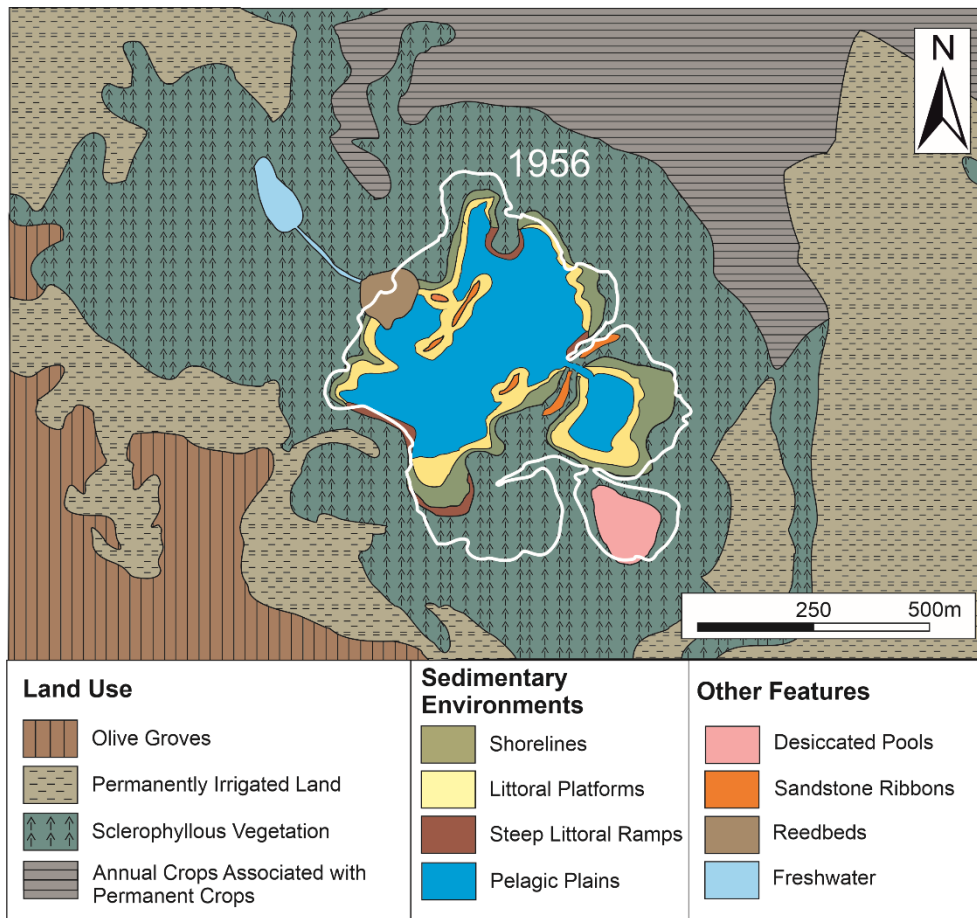 N
1956
250
500m
Land Use
Olive Groves
Permanently Irrigated Land
Sclerophyllous Vegetation
Annual Crops Associated with
Permanent Crops
Sedimentary
Environments
Shorelines
Littoral Platforms
Steep Littoral Ramps
Pelagic Plains
Other Features
Desiccated Pools
Sandstone Ribbons
Reedbeds
Freshwater